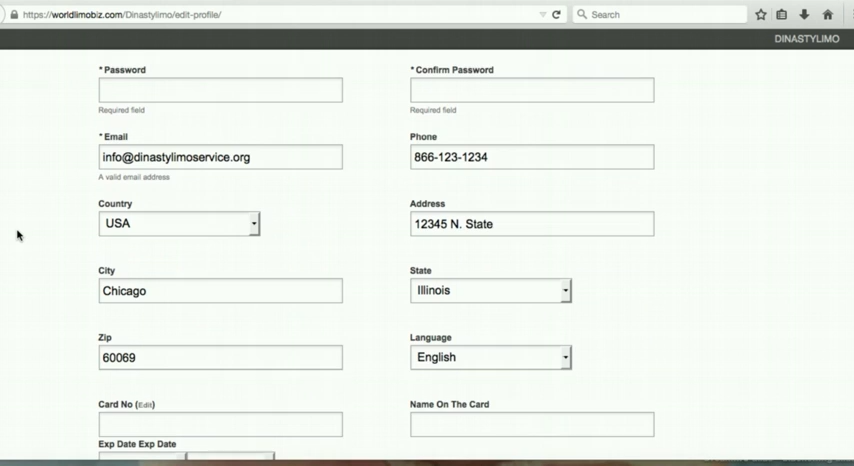 https://worldlimobiz.com/Dinastylimo/edit-profile/
Search
DINASTYLIMO
* Password
* Confirm Password
Required field
Required field
* Email
Phone
info@dinastylimoservice.org
866-123-1234
A valid email address
Country
Address
USA
12345 N. State
City
State
Chicago
Illinois
Zip
Language
60069
English
Card No (Edit)
Name On The Card
Exp Date Exp Date